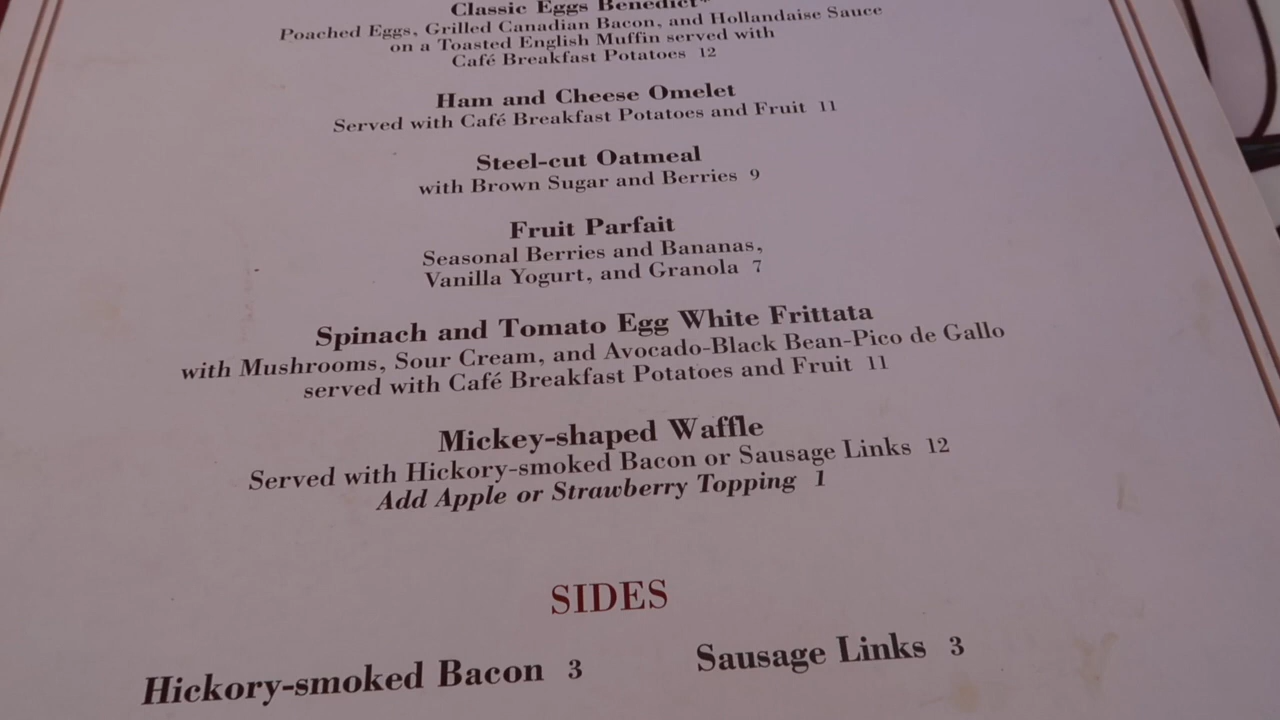 Classic Eggs Benedict*
Poached Eggs, Grilled Canadian Bacon, and Hollandaise Sauce
on a Toasted English Muffin served with
Café Breakfast Potatoes 12
Ham and Cheese Omelet
Served with Café Breakfast Potatoes and Fruit 11
Steel-cut Oatmeal
with Brown Sugar and Berries 9
Fruit Parfait
Seasonal Berries and Bananas,
Vanilla Yogurt, and Granola 7
Spinach and Tomato Egg White Frittata
with Mushrooms, Sour Cream, and Avocado-Black Bean-Pico de Gallo
served with Café Breakfast Potatoes and Fruit 11
Mickey-shaped Waffle
Served with Hickory-smoked Bacon or Sausage Links 12
Add Apple or Strawberry Topping 1
SIDES
Hickory-smoked Bacon 3
Sausage Links 3